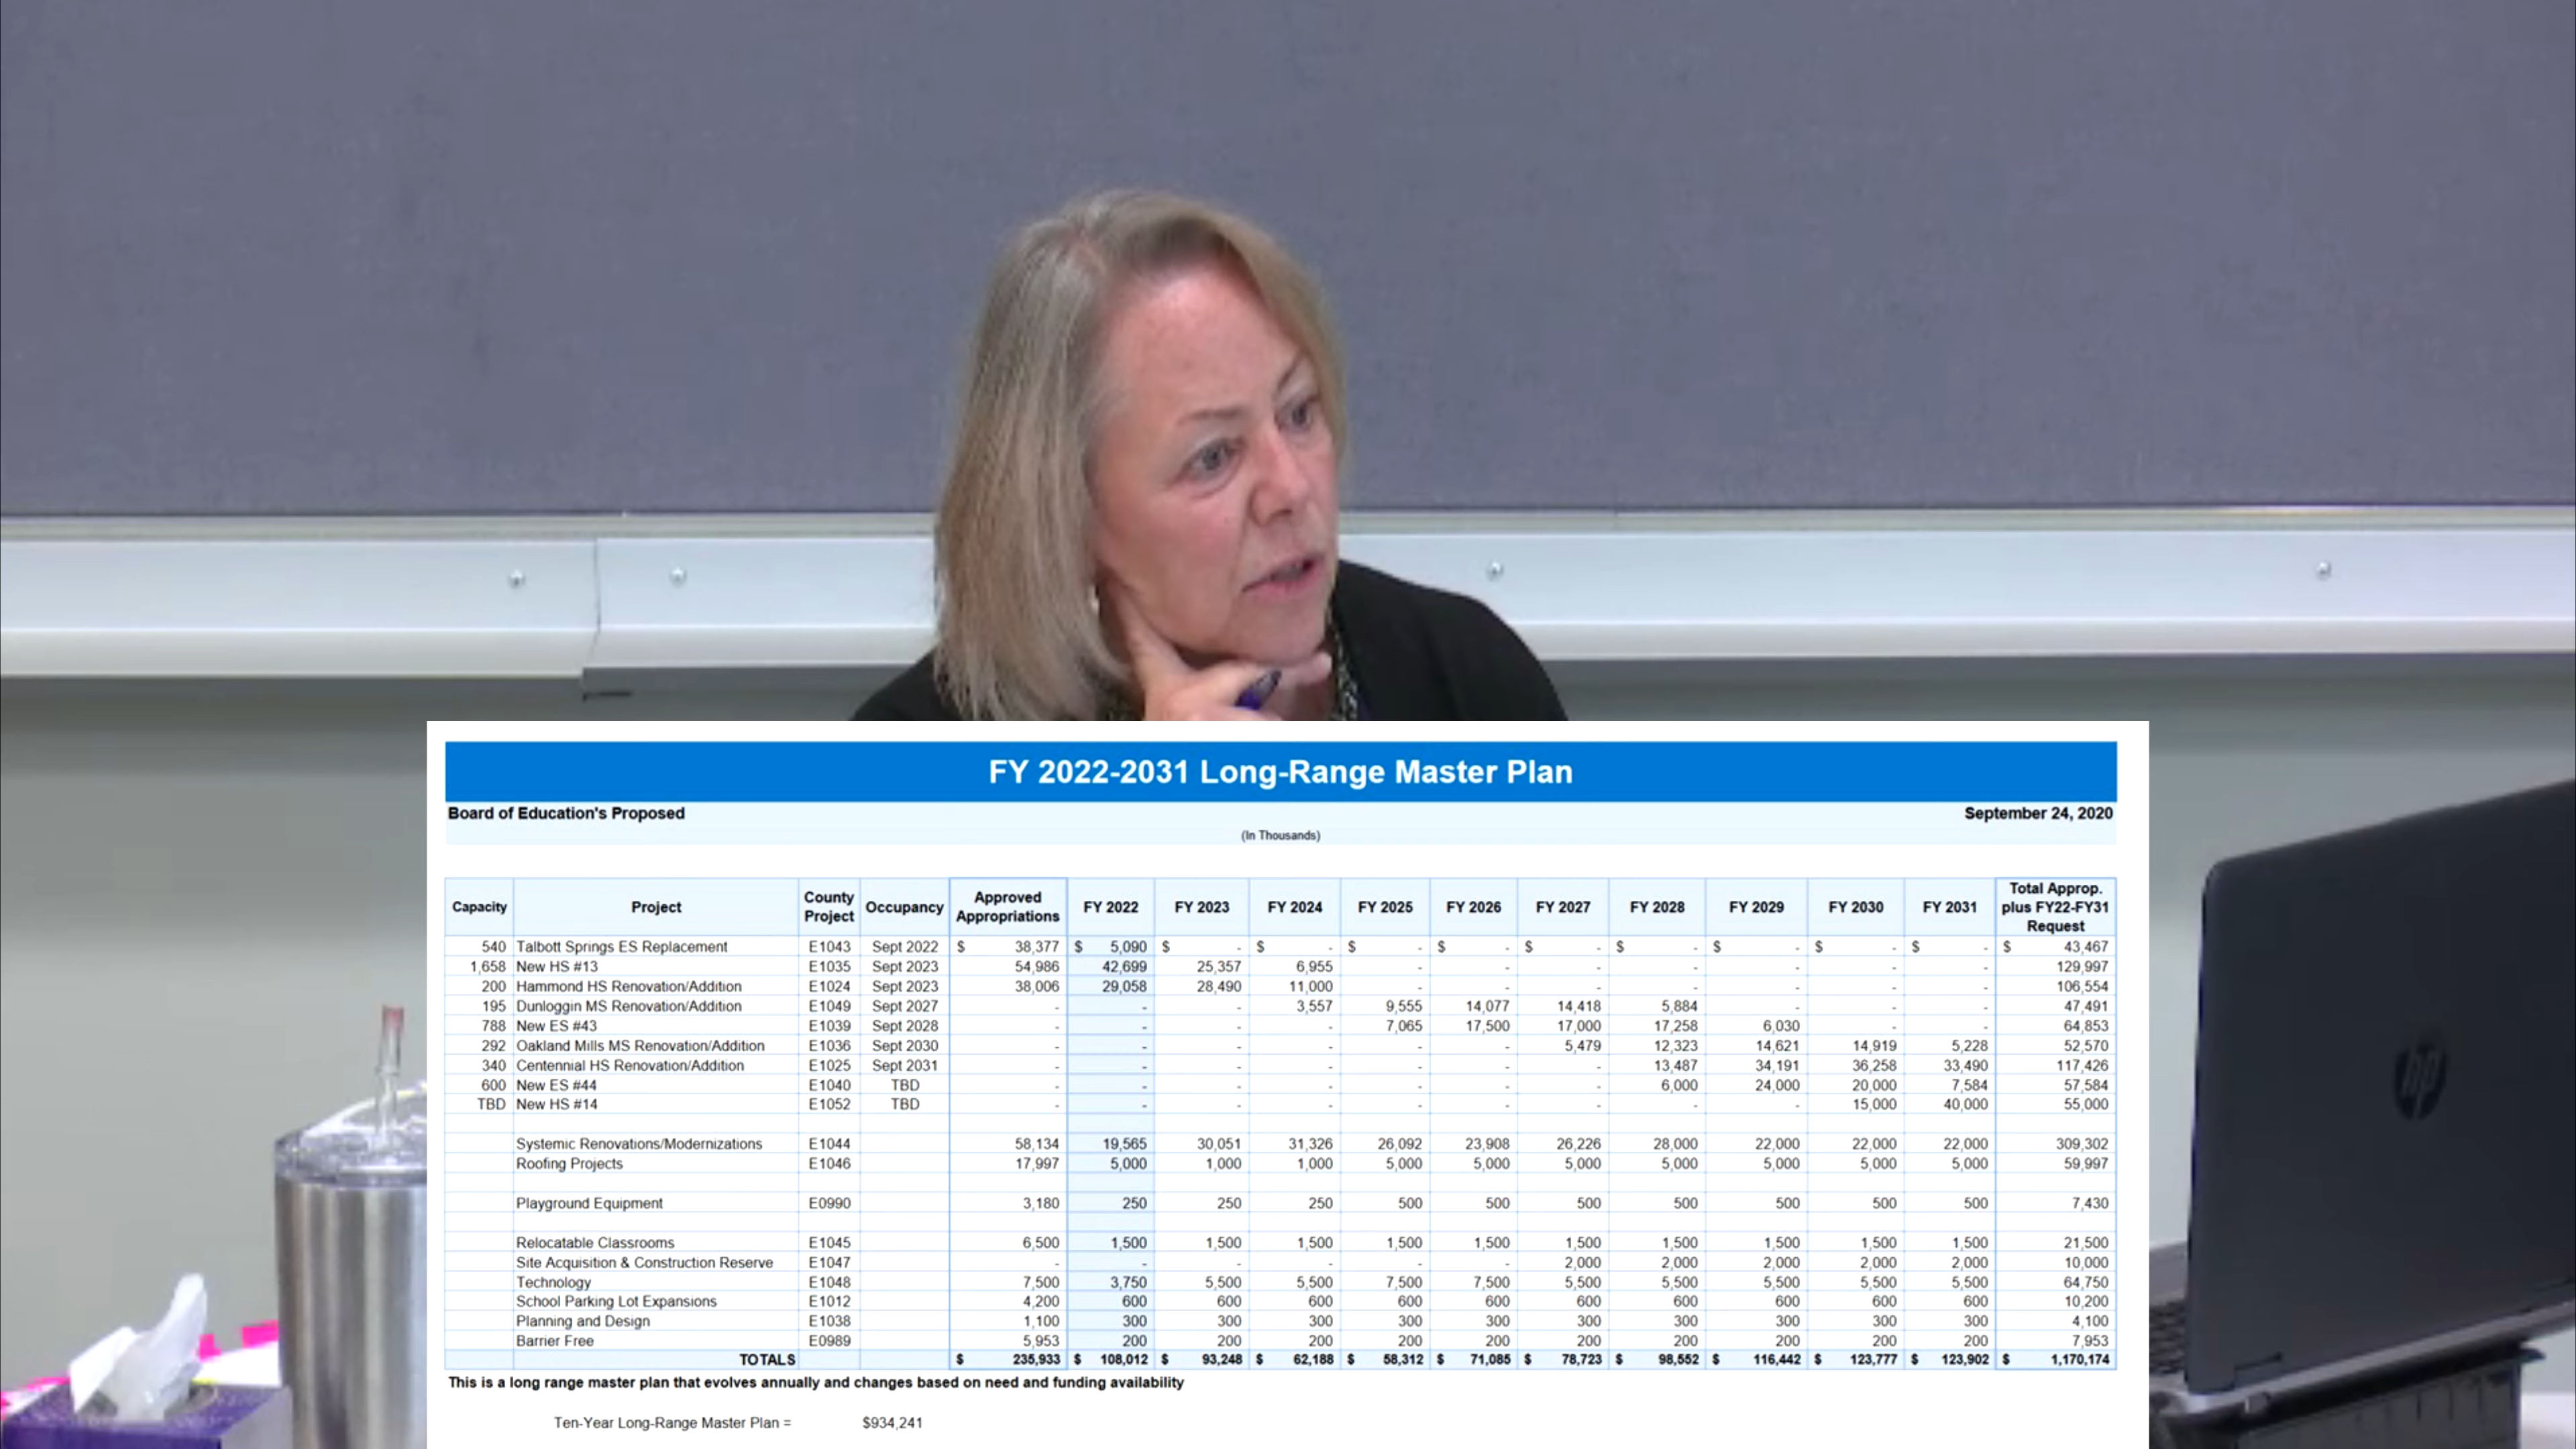 FY 2022-2031 Long-Range Master Plan
Board of Education's Proposed September 24, 2020
(In Thousands)
Capacity Project County Project Occupancy Approved Appropriations FY 2022 FY 2023 FY 2024 FY 2025 FY 2026 FY 2027 FY 2028 FY 2029 FY 2030 FY 2031 Total Approp. plus FY22-FY31 Request
540 Talbott Springs ES Replacement E1043 Sept 2022 $ 38,377 $ 5,090 $ - $ - $ - $ - $ - $ - $ - $ - $ - $ 43,467
1,658 New HS #13 E1035 Sept 2023 54,986 42,699 25,357 6,955 - - - - - - - 129,997
200 Hammond HS Renovation/Addition E1024 Sept 2023 38,006 29,058 28,490 11,000 - - - - - - - 106,554
195 Dunloggin MS Renovation/Addition E1049 Sept 2027 - - - 3,557 9,555 14,077 14,418 5,884 - - - 47,491
788 New ES #43 E1039 Sept 2028 - - - - 7,065 17,500 17,000 17,258 6,030 - - 64,853
292 Oakland Mills MS Renovation/Addition E1036 Sept 2030 - - - - - - 5,479 12,323 14,621 14,919 5,228 52,570
340 Centennial HS Renovation/Addition E1025 Sept 2031 - - - - - - - 13,487 34,191 36,258 33,490 117,426
600 New ES #44 E1040 TBD - - - - - - - 6,000 24,000 20,000 7,584 57,584
TBD New HS #14 E1052 TBD - - - - - - - - - 15,000 40,000 55,000
Systemic Renovations/Modernizations E1044 58,134 19,565 30,051 31,326 26,092 23,908 26,226 28,000 22,000 22,000 22,000 309,302
Roofing Projects E1046 17,997 5,000 1,000 1,000 5,000 5,000 5,000 5,000 5,000 5,000 5,000 59,997
Playground Equipment E0990 3,180 250 250 250 500 500 500 500 500 500 500 7,430
Relocatable Classrooms E1045 6,500 1,500 1,500 1,500 1,500 1,500 1,500 1,500 1,500 1,500 1,500 21,500
Site Acquisition & Construction Reserve E1047 - - - - - - 2,000 2,000 2,000 2,000 2,000 10,000
Technology E1048 7,500 3,750 5,500 5,500 7,500 7,500 5,500 5,500 5,500 5,500 5,500 64,750
School Parking Lot Expansions E1012 4,200 600 600 600 600 600 600 600 600 600 600 10,200
Planning and Design E1038 1,100 300 300 300 300 300 300 300 300 300 300 4,100
Barrier Free E0989 5,953 200 200 200 200 200 200 200 200 200 200 7,953
TOTALS $ 235,933 $ 108,012 $ 93,248 $ 62,188 $ 58,312 $ 71,085 $ 78,723 $ 98,552 $ 116,442 $ 123,777 $ 123,902 $ 1,170,174
This is a long range master plan that evolves annually and changes based on need and funding availability
Ten-Year Long-Range Master Plan = $934,241
hp